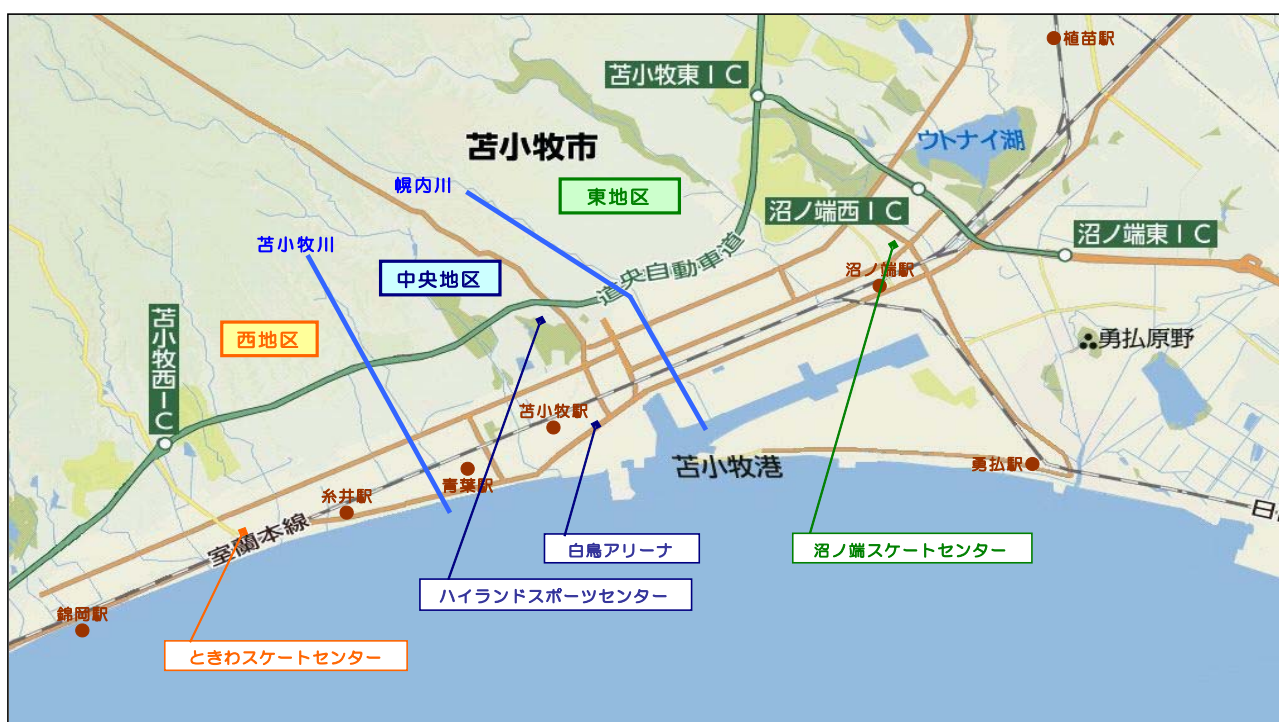 植苗駅
苫小牧東IC
苫小牧市
ウトナイ湖
幌内川
東地区
沼ノ端西IC
沼ノ端東IC
苫小牧川
道央自動車道
沼ノ端駅
中央地区
西地区
苫小牧西IC
勇払原野
苫小牧駅
苫小牧港
勇払駅
青葉駅
糸井駅
室蘭本線
日
白鳥アリーナ
沼ノ端スケートセンター
ハイランドスポーツセンター
錦岡駅
ときわスケートセンター